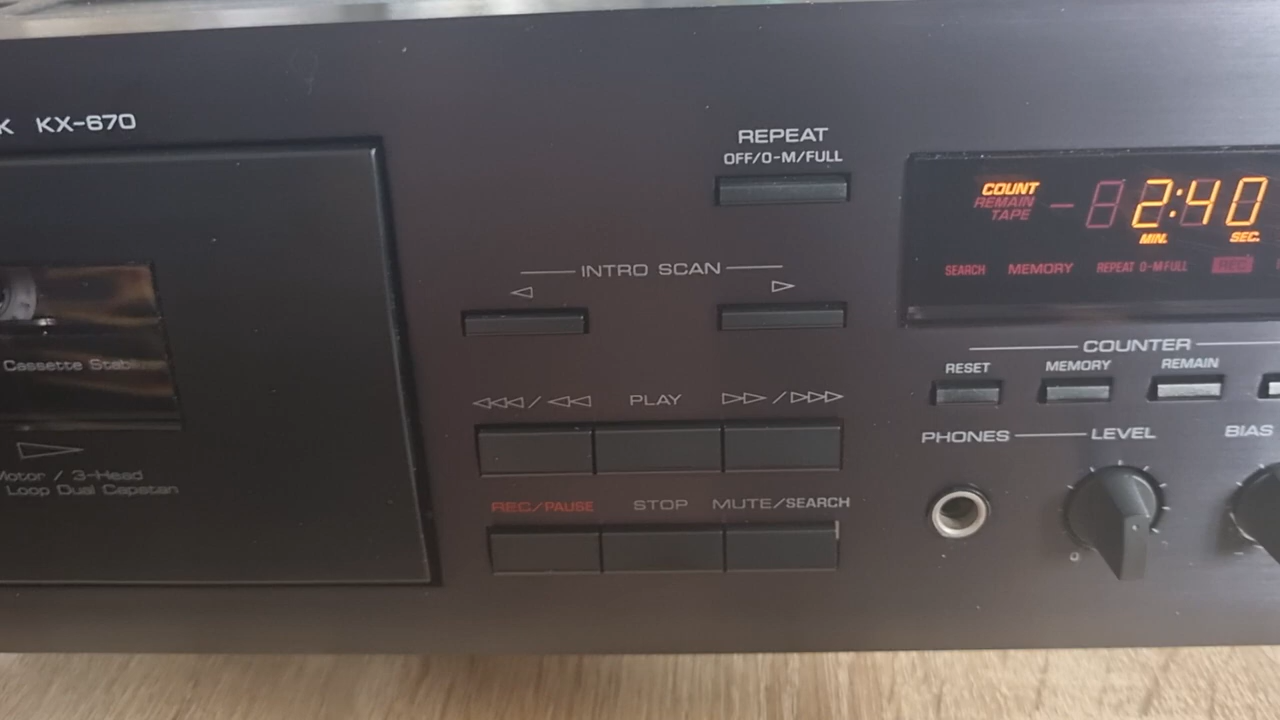 K KX-670
REPEAT
OFF/O-M/FULL
COUNT
REMAIN
TAPE
2:40
MIN. SEC.
SEARCH MEMORY REPEAT O-M FULL REC
INTRO SCAN
COUNTER
RESET MEMORY REMAIN
Cassette Stab
PLAY
PHONES LEVEL BIAS
Motor / 3-Head
Loop Dual Capstan
REC/PAUSE STOP MUTE/SEARCH
0